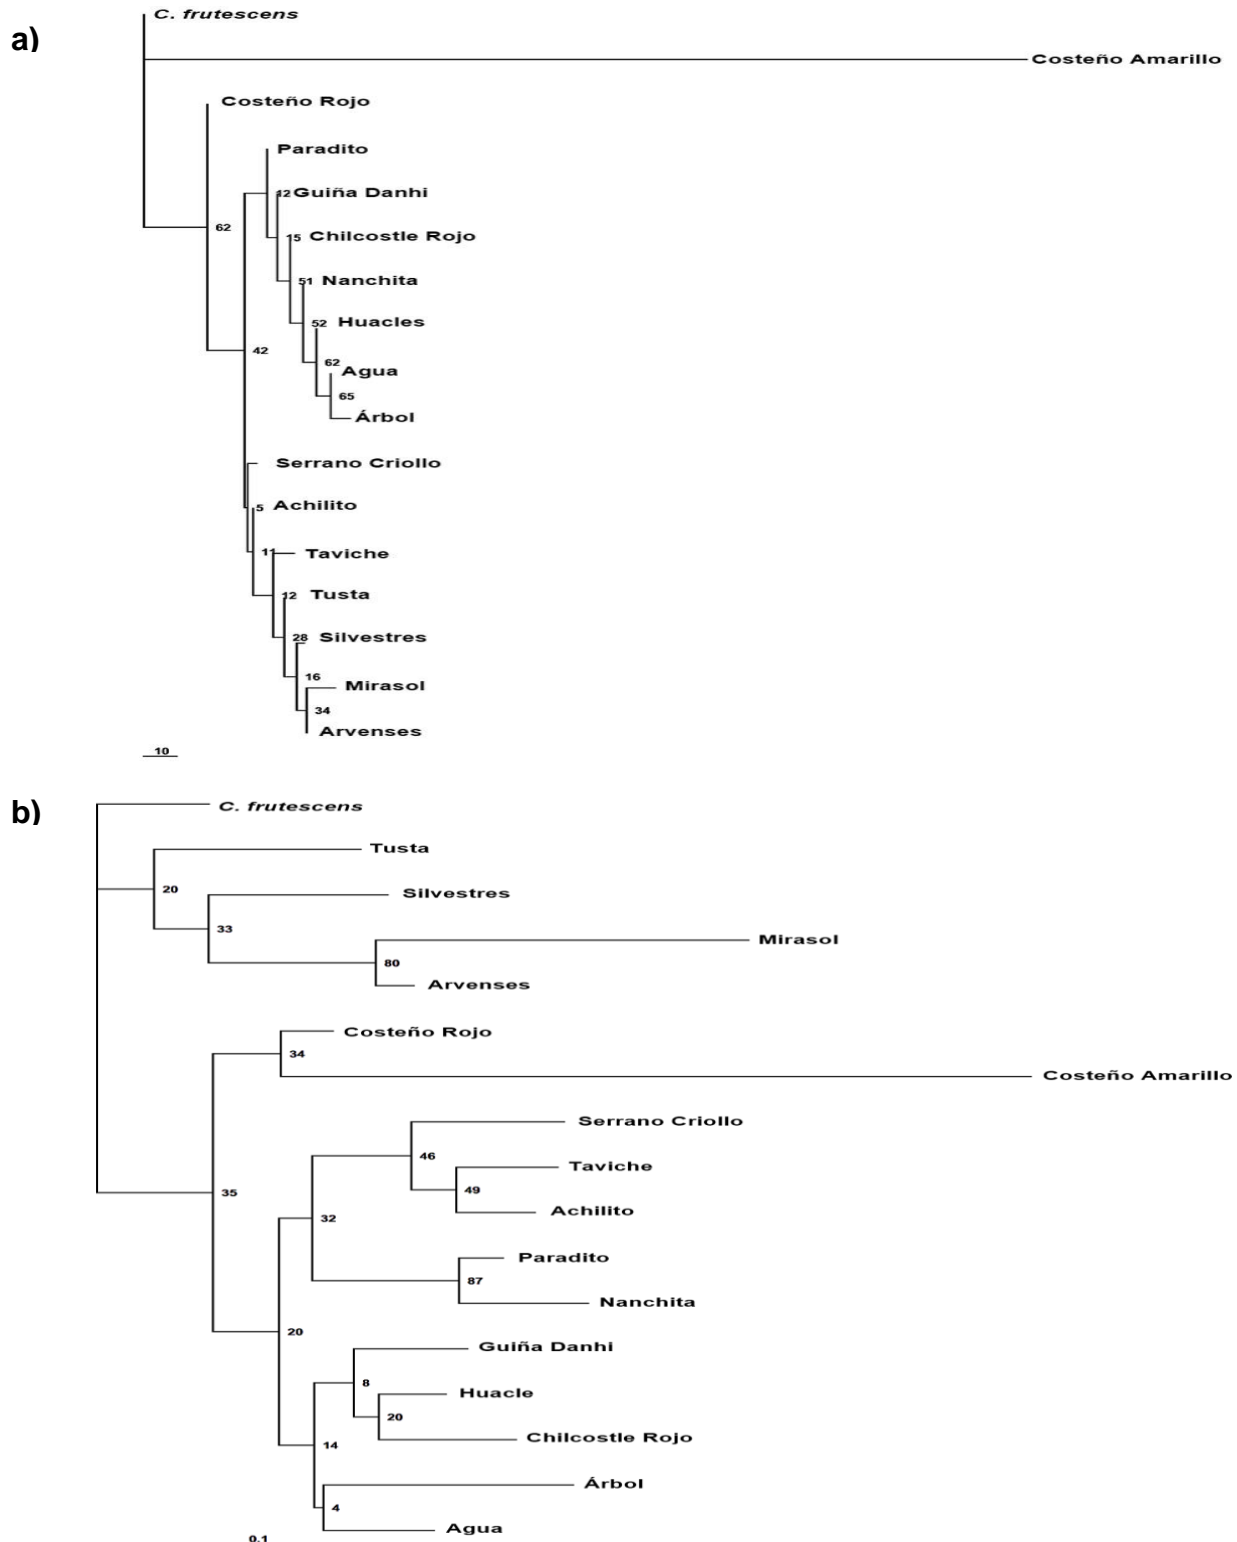 C. frutescens
a)
Costeño Amarillo
Costeño Rojo
Paradito
12 Guiña Danhi
62
15 Chilcostle Rojo
51 Nanchita
52 Huacles
42
62
Agua
65
Árbol
Serrano Criollo
5 Achilito
11 Taviche
12 Tusta
28 Silvestres
16
Mirasol
34
Arvenses
10
b)
C. frutescens
Tusta
20
Silvestres
33
Mirasol
80
Arvenses
Costeño Rojo
34
Costeño Amarillo
Serrano Criollo
46
Taviche
49
35
Achilito
32
Paradito
87
Nanchita
20
Guiña Danhi
8
Huacle
20
Chilcostle Rojo
14
Árbol
4
Agua
0.1